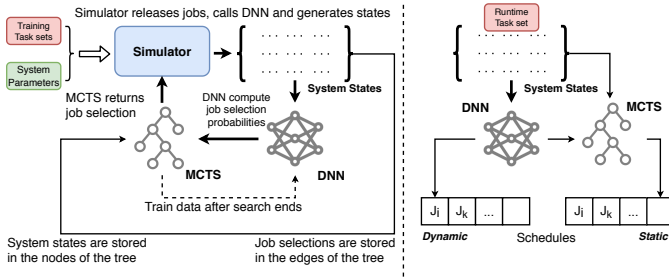 Simulator releases jobs, calls DNN and generates states
Training
Task sets
System
Parameters
Simulator
... ... ...
... ... ...
... ... ...
System States
MCTS returns
job selection
DNN compute
job selection
probabilities
MCTS
DNN
Train data after search ends
System states are stored
in the nodes of the tree
Job selections are stored
in the edges of the tree
Runtime
Task set
... ... ...
... ... ...
System States
DNN
MCTS
Ji Jk ...
Ji Jk ...
Dynamic
Schedules
Static